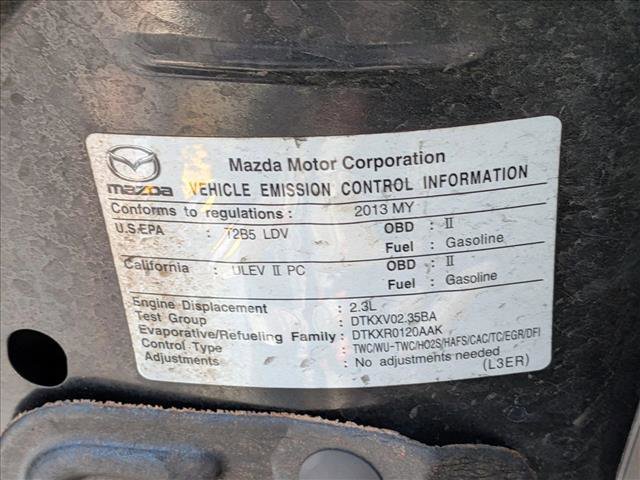 Mazda Motor Corporation
mazda VEHICLE EMISSION CONTROL INFORMATION
Conforms to regulations : 2013 MY
U.S.EPA : T2B5 LDV OBD : II
Fuel : Gasoline
California : ULEV II PC OBD : II
Fuel : Gasoline
Engine Displacement : 2.3L
Test Group : DTKXV02.35BA
Evaporative/Refueling Family : DTKXR0120AAK
Control Type : TWC/WU-TWC/HO2S/HAFS/CAC/TC/EGR/DFI
Adjustments : No adjustments needed
(L3ER)